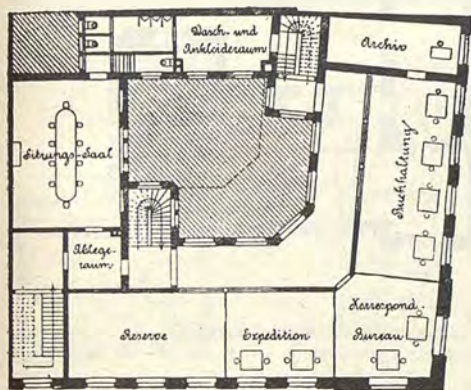 Wasch- und
Ankleideraum
Archiv
Sitzungs-Saal
Buchhaltung
Ablege-
raum
Reserve
Expedition
Korrespond.
Bureau